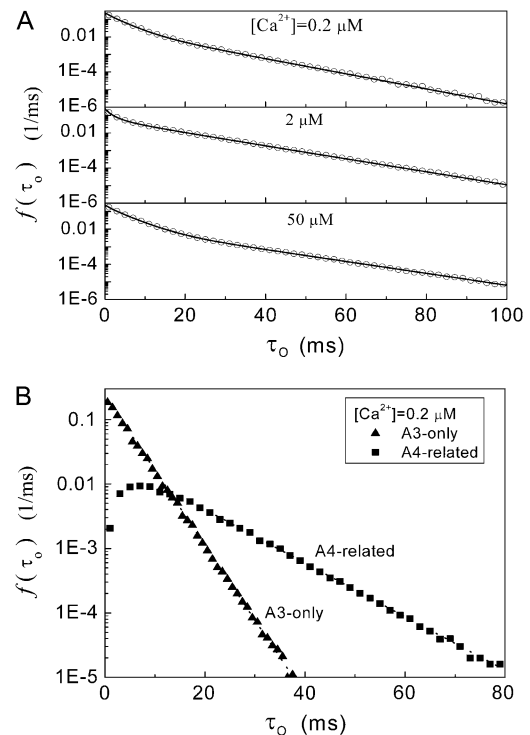 A
[Ca²⁺]=0.2 μM
0.01
1E-4
1E-6
2 μM
0.01
1E-4
1E-6
50 μM
0.01
1E-4
1E-6
f(τₒ) (1/ms)
0 20 40 60 80 100
τₒ (ms)
B
[Ca²⁺]=0.2 μM
A3-only
A4-related
0.1
0.01
1E-3
1E-4
1E-5
A4-related
A3-only
f(τₒ) (1/ms)
0 20 40 60 80
τₒ (ms)